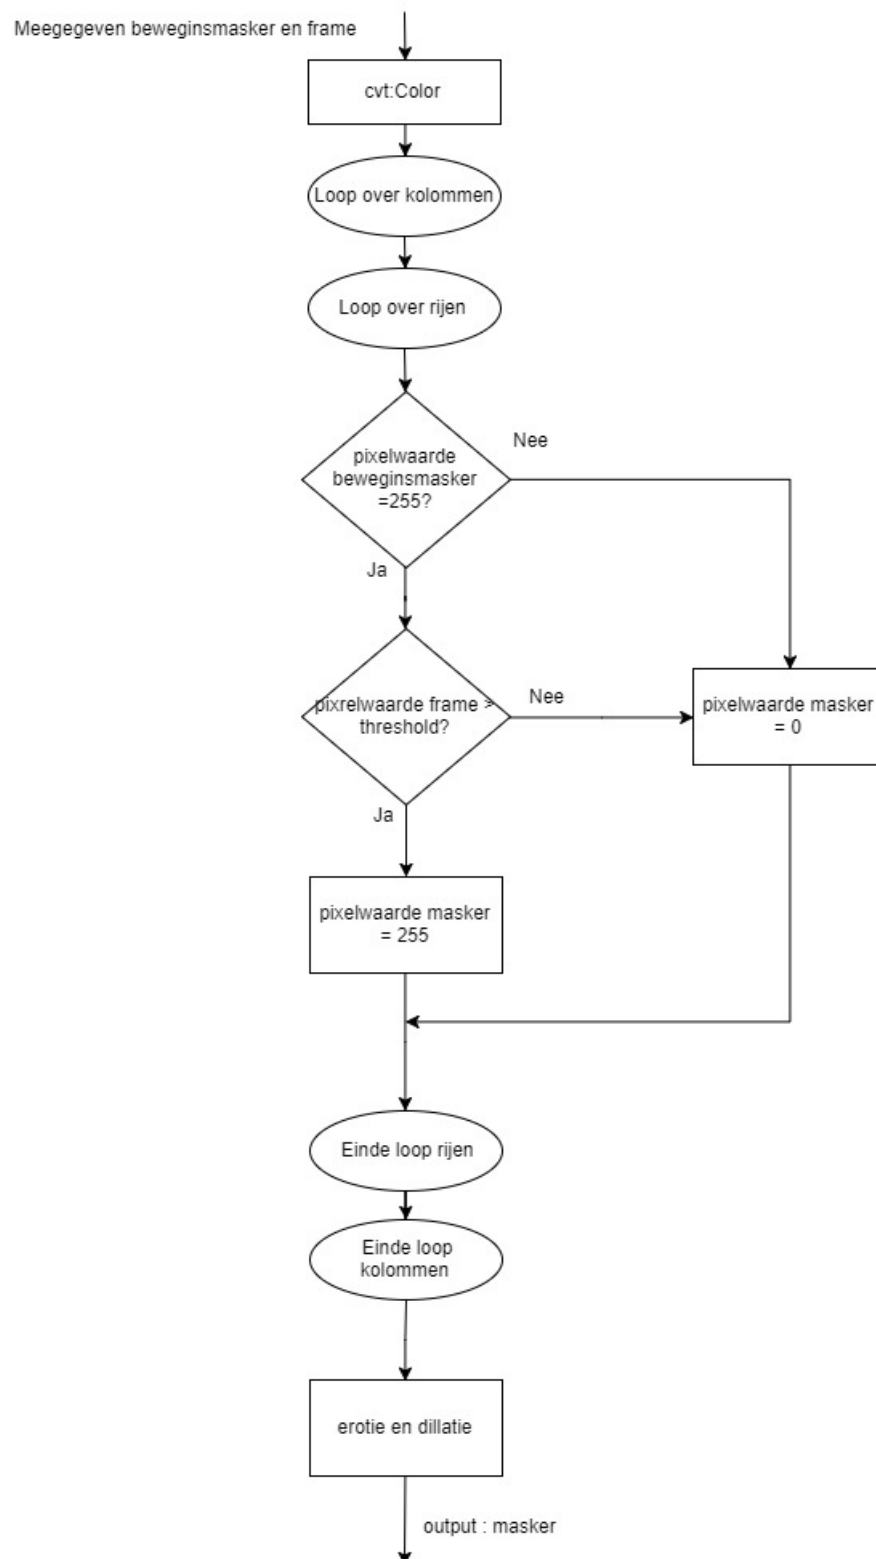 Meegegeven beweginsmasker en frame
cvt:Color
Loop over kolommen
Loop over rijen
pixelwaarde
beweginsmasker
=255?
Nee
Ja
pixrelwaarde frame >
threshold?
Nee
pixelwaarde masker
= 0
Ja
pixelwaarde masker
= 255
Einde loop rijen
Einde loop
kolommen
erotie en dillatie
output : masker